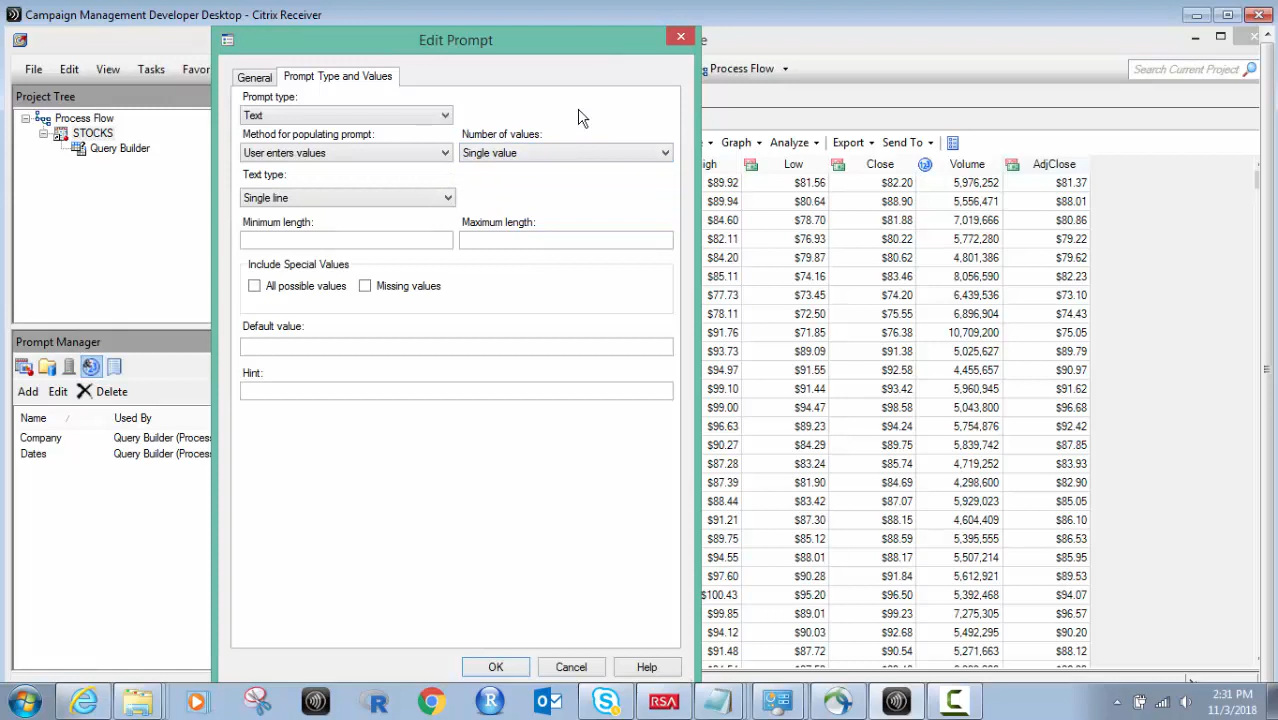 Campaign Management Developer Desktop - Citrix Receiver
Edit Prompt
File Edit View Tasks Favor
Process Flow
Search Current Project
Project Tree
Process Flow
STOCKS
Query Builder
General Prompt Type and Values
Prompt type:
Text
Method for populating prompt: Number of values:
User enters values Single value
Text type:
Single line
Minimum length: Maximum length:
Include Special Values
All possible values Missing values
Default value:
Hint:
OK Cancel Help
Prompt Manager
Add Edit Delete
Name / Used By
Company Query Builder (Process
Dates Query Builder (Process
Graph Analyze Export Send To
igh Low Close Volume AdjClose
$89.92 $81.56 $82.20 5,976,252 $81.37
$89.94 $80.64 $88.90 5,556,471 $88.01
$84.60 $78.70 $81.88 7,019,666 $80.86
$82.11 $76.93 $80.22 5,772,280 $79.22
$84.20 $79.87 $80.62 4,801,386 $79.62
$85.11 $74.16 $83.46 8,056,590 $82.23
$77.73 $73.45 $74.20 6,439,536 $73.10
$78.11 $72.50 $75.55 6,896,904 $74.43
$91.76 $71.85 $76.38 10,709,200 $75.05
$93.73 $89.09 $91.38 5,025,627 $89.79
$94.97 $91.55 $92.58 4,455,657 $90.97
$99.10 $91.44 $93.42 5,960,945 $91.62
$99.00 $94.47 $98.58 5,043,800 $96.68
$96.63 $89.23 $94.24 5,754,876 $92.42
$90.27 $84.29 $89.75 5,839,742 $87.85
$87.28 $83.24 $85.74 4,719,252 $83.93
$87.39 $81.90 $84.69 4,298,600 $82.90
$88.44 $83.42 $87.07 5,929,023 $85.05
$91.21 $87.30 $88.15 4,604,409 $86.10
$89.75 $85.12 $88.59 5,395,555 $86.53
$94.55 $88.01 $88.17 5,507,214 $85.95
$97.60 $90.28 $91.84 5,612,921 $89.53
$100.43 $95.20 $96.50 5,392,468 $94.07
$99.85 $89.01 $99.23 7,275,305 $96.57
$94.12 $90.03 $92.68 5,492,295 $90.20
$91.48 $87.72 $90.54 5,271,663 $88.12
RSA
2:31 PM
11/3/2018